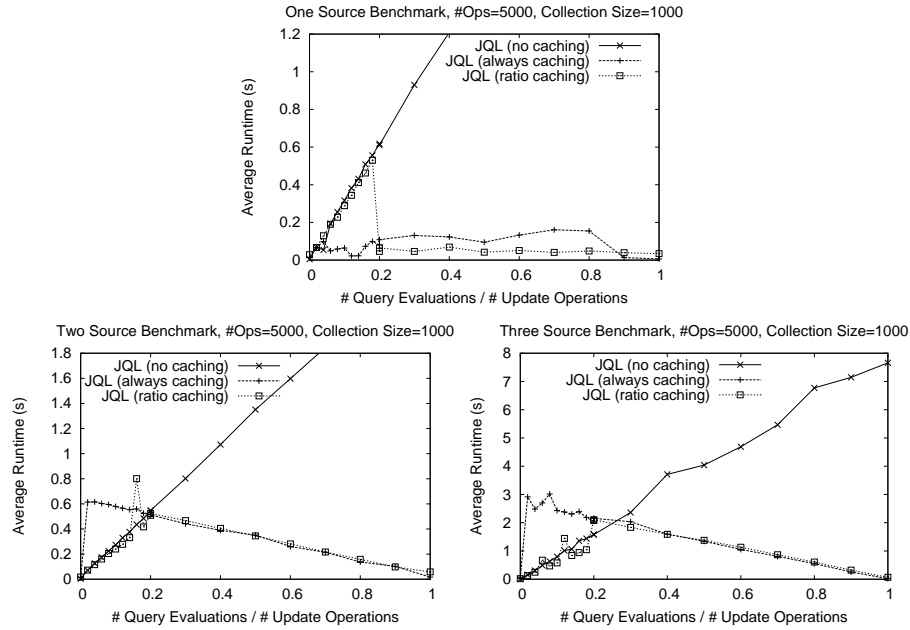 One Source Benchmark, #Ops=5000, Collection Size=1000
Average Runtime (s)
1.2
1
0.8
0.6
0.4
0.2
0
JQL (no caching)
JQL (always caching)
JQL (ratio caching)
0 0.2 0.4 0.6 0.8 1
# Query Evaluations / # Update Operations
Two Source Benchmark, #Ops=5000, Collection Size=1000
Average Runtime (s)
1.8
1.6
1.4
1.2
1
0.8
0.6
0.4
0.2
0
JQL (no caching)
JQL (always caching)
JQL (ratio caching)
0 0.2 0.4 0.6 0.8 1
# Query Evaluations / # Update Operations
Three Source Benchmark, #Ops=5000, Collection Size=1000
Average Runtime (s)
8
7
6
5
4
3
2
1
0
JQL (no caching)
JQL (always caching)
JQL (ratio caching)
0 0.2 0.4 0.6 0.8 1
# Query Evaluations / # Update Operations